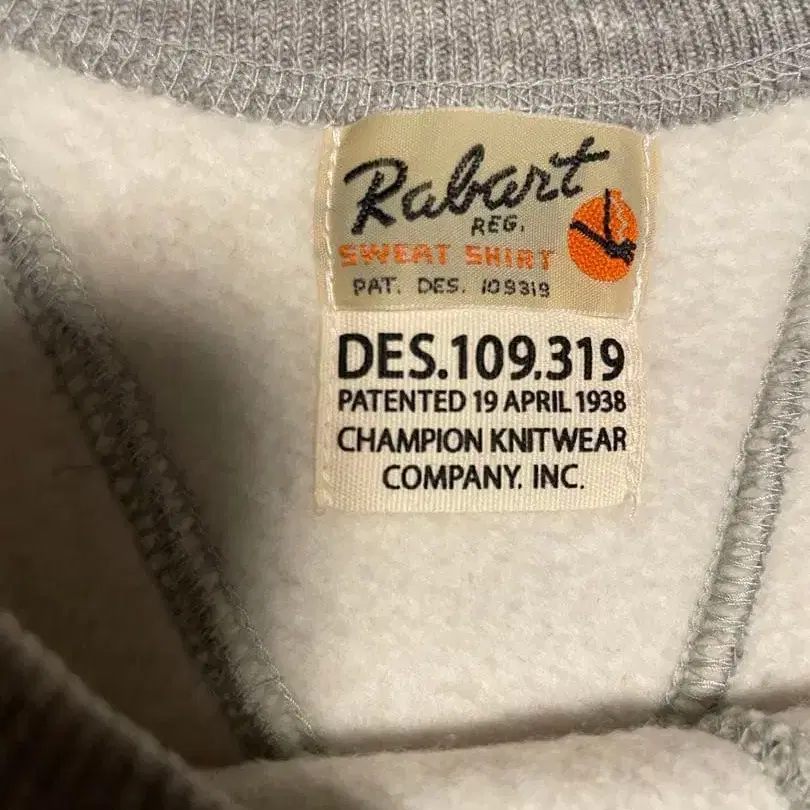 Rabart
REG.
SWEAT SHIRT
PAT. DES. 109319
DES.109.319
PATENTED 19 APRIL 1938
CHAMPION KNITWEAR
COMPANY. INC.